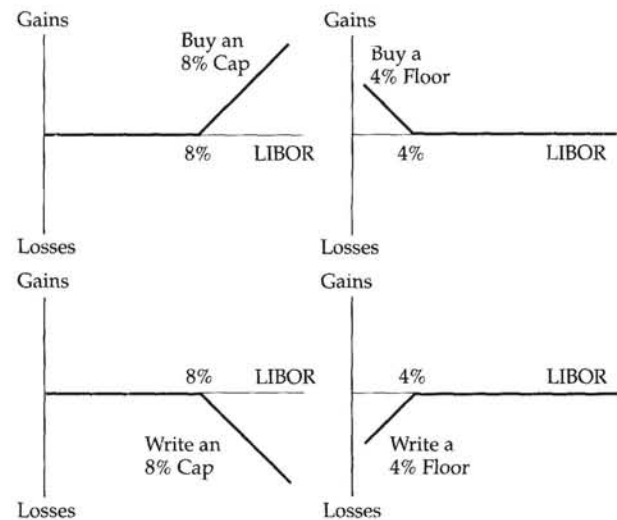 Gains
Buy an
8% Cap
8%
LIBOR
Losses
Gains
Buy a
4% Floor
4%
LIBOR
Losses
Gains
8%
LIBOR
Write an
8% Cap
Losses
Gains
4%
LIBOR
Write a
4% Floor
Losses